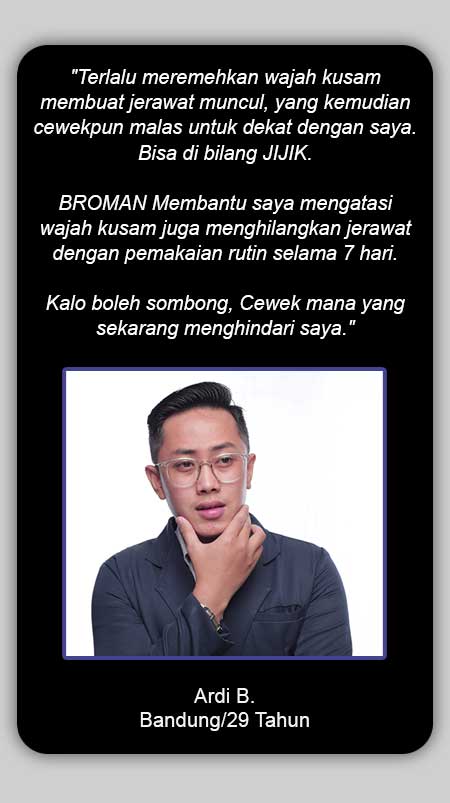 "Terlalu meremehkan wajah kusam
membuat jerawat muncul, yang kemudian
cewekpun malas untuk dekat dengan saya.
Bisa di bilang JIJIK.
BROMAN Membantu saya mengatasi
wajah kusam juga menghilangkan jerawat
dengan pemakaian rutin selama 7 hari.
Kalo boleh sombong, Cewek mana yang
sekarang menghindari saya."
Ardi B.
Bandung/29 Tahun